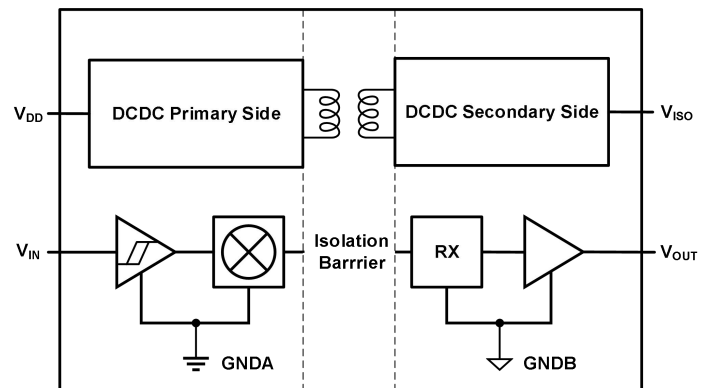 DCDC Primary Side
DCDC Secondary Side
VDD
VISO
VIN
Isolation
Barrrier
RX
VOUT
GNDA
GNDB